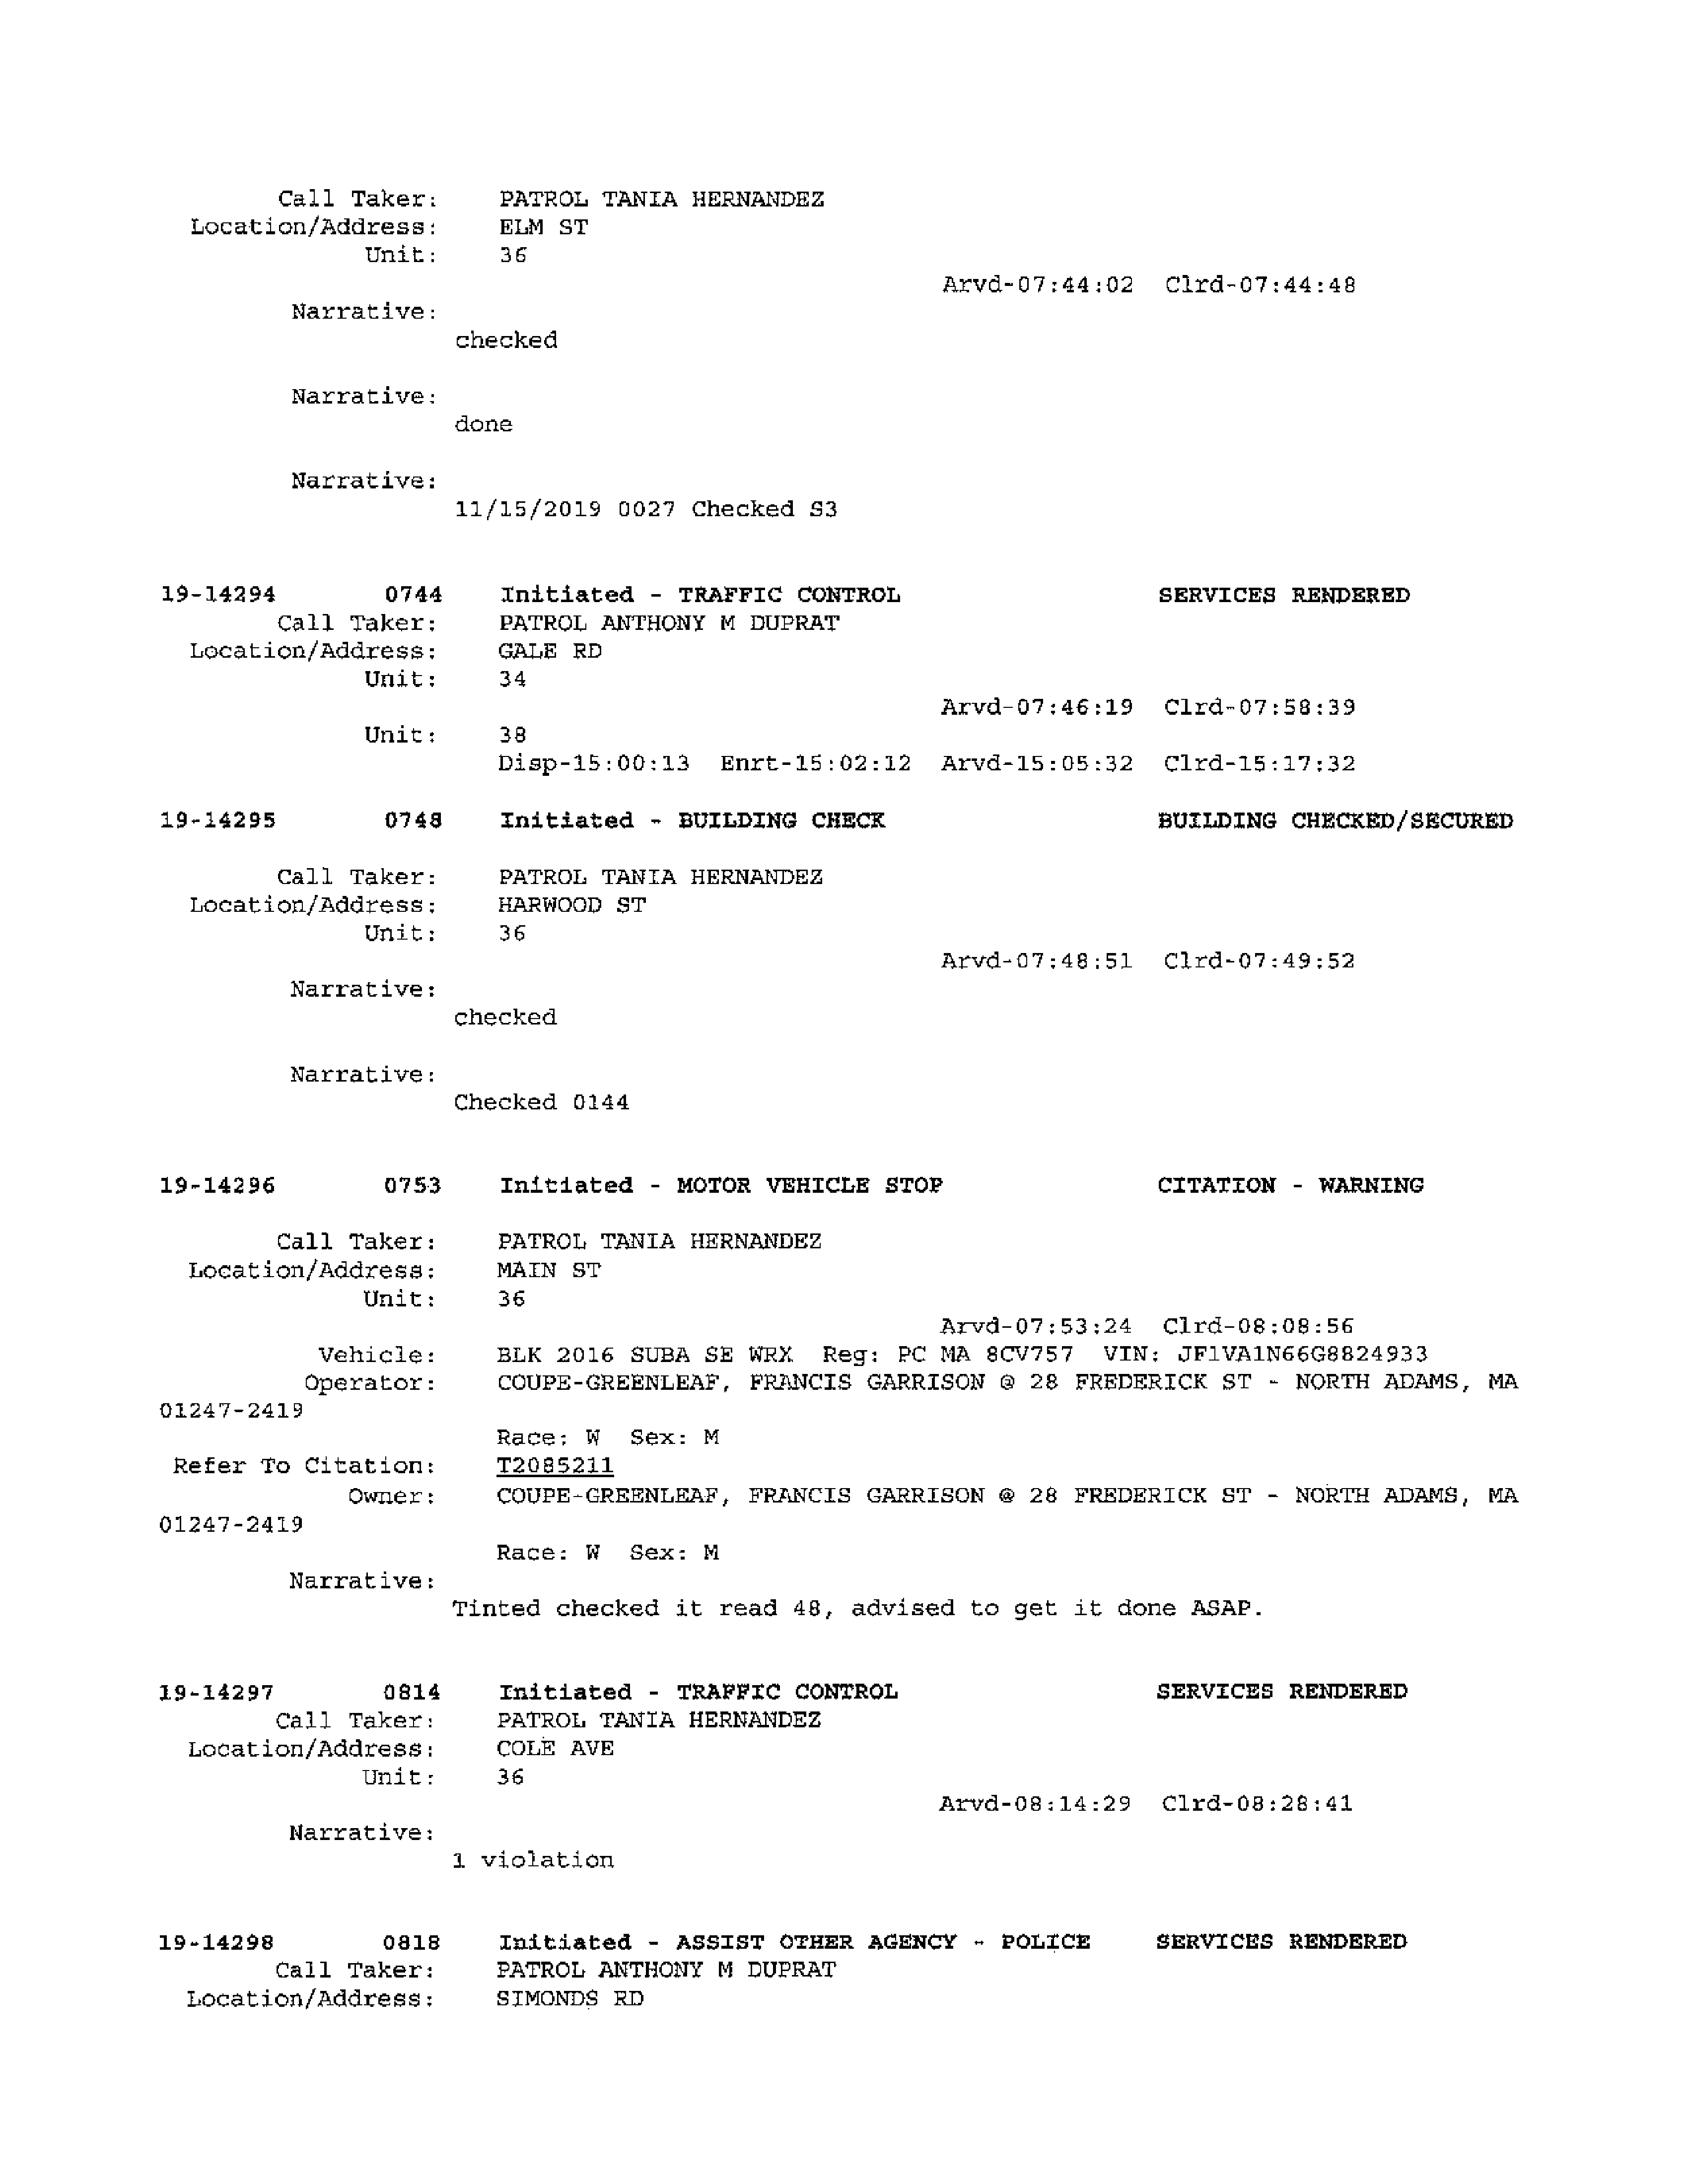 Call Taker: PATROL TANIA HERNANDEZ
Location/Address: ELM ST
Unit: 36
Arvd-07:44:02 Clrd-07:44:48
Narrative:
checked
Narrative:
done
Narrative:
11/15/2019 0027 Checked S3
19-14294 0744 Initiated - TRAFFIC CONTROL SERVICES RENDERED
Call Taker: PATROL ANTHONY M DUPRAT
Location/Address: GALE RD
Unit: 34
Arvd-07:46:19 Clrd-07:58:39
Unit: 38
Disp-15:00:13 Enrt-15:02:12 Arvd-15:05:32 Clrd-15:17:32
19-14295 0748 Initiated - BUILDING CHECK BUILDING CHECKED/SECURED
Call Taker: PATROL TANIA HERNANDEZ
Location/Address: HARWOOD ST
Unit: 36
Arvd-07:48:51 Clrd-07:49:52
Narrative:
checked
Narrative:
Checked 0144
19-14296 0753 Initiated - MOTOR VEHICLE STOP CITATION - WARNING
Call Taker: PATROL TANIA HERNANDEZ
Location/Address: MAIN ST
Unit: 36
Arvd-07:53:24 Clrd-08:08:56
Vehicle: BLK 2016 SUBA SE WRX Reg: PC MA 8CV757 VIN: JF1VA1N66G8824933
Operator: COUPE-GREENLEAF, FRANCIS GARRISON @ 28 FREDERICK ST - NORTH ADAMS, MA
01247-2419
Race: W Sex: M
Refer To Citation: T2085211
Owner: COUPE-GREENLEAF, FRANCIS GARRISON @ 28 FREDERICK ST - NORTH ADAMS, MA
01247-2419
Race: W Sex: M
Narrative:
Tinted checked it read 48, advised to get it done ASAP.
19-14297 0814 Initiated - TRAFFIC CONTROL SERVICES RENDERED
Call Taker: PATROL TANIA HERNANDEZ
Location/Address: COLE AVE
Unit: 36
Arvd-08:14:29 Clrd-08:28:41
Narrative:
1 violation
19-14298 0818 Initiated - ASSIST OTHER AGENCY - POLICE SERVICES RENDERED
Call Taker: PATROL ANTHONY M DUPRAT
Location/Address: SIMONDS RD